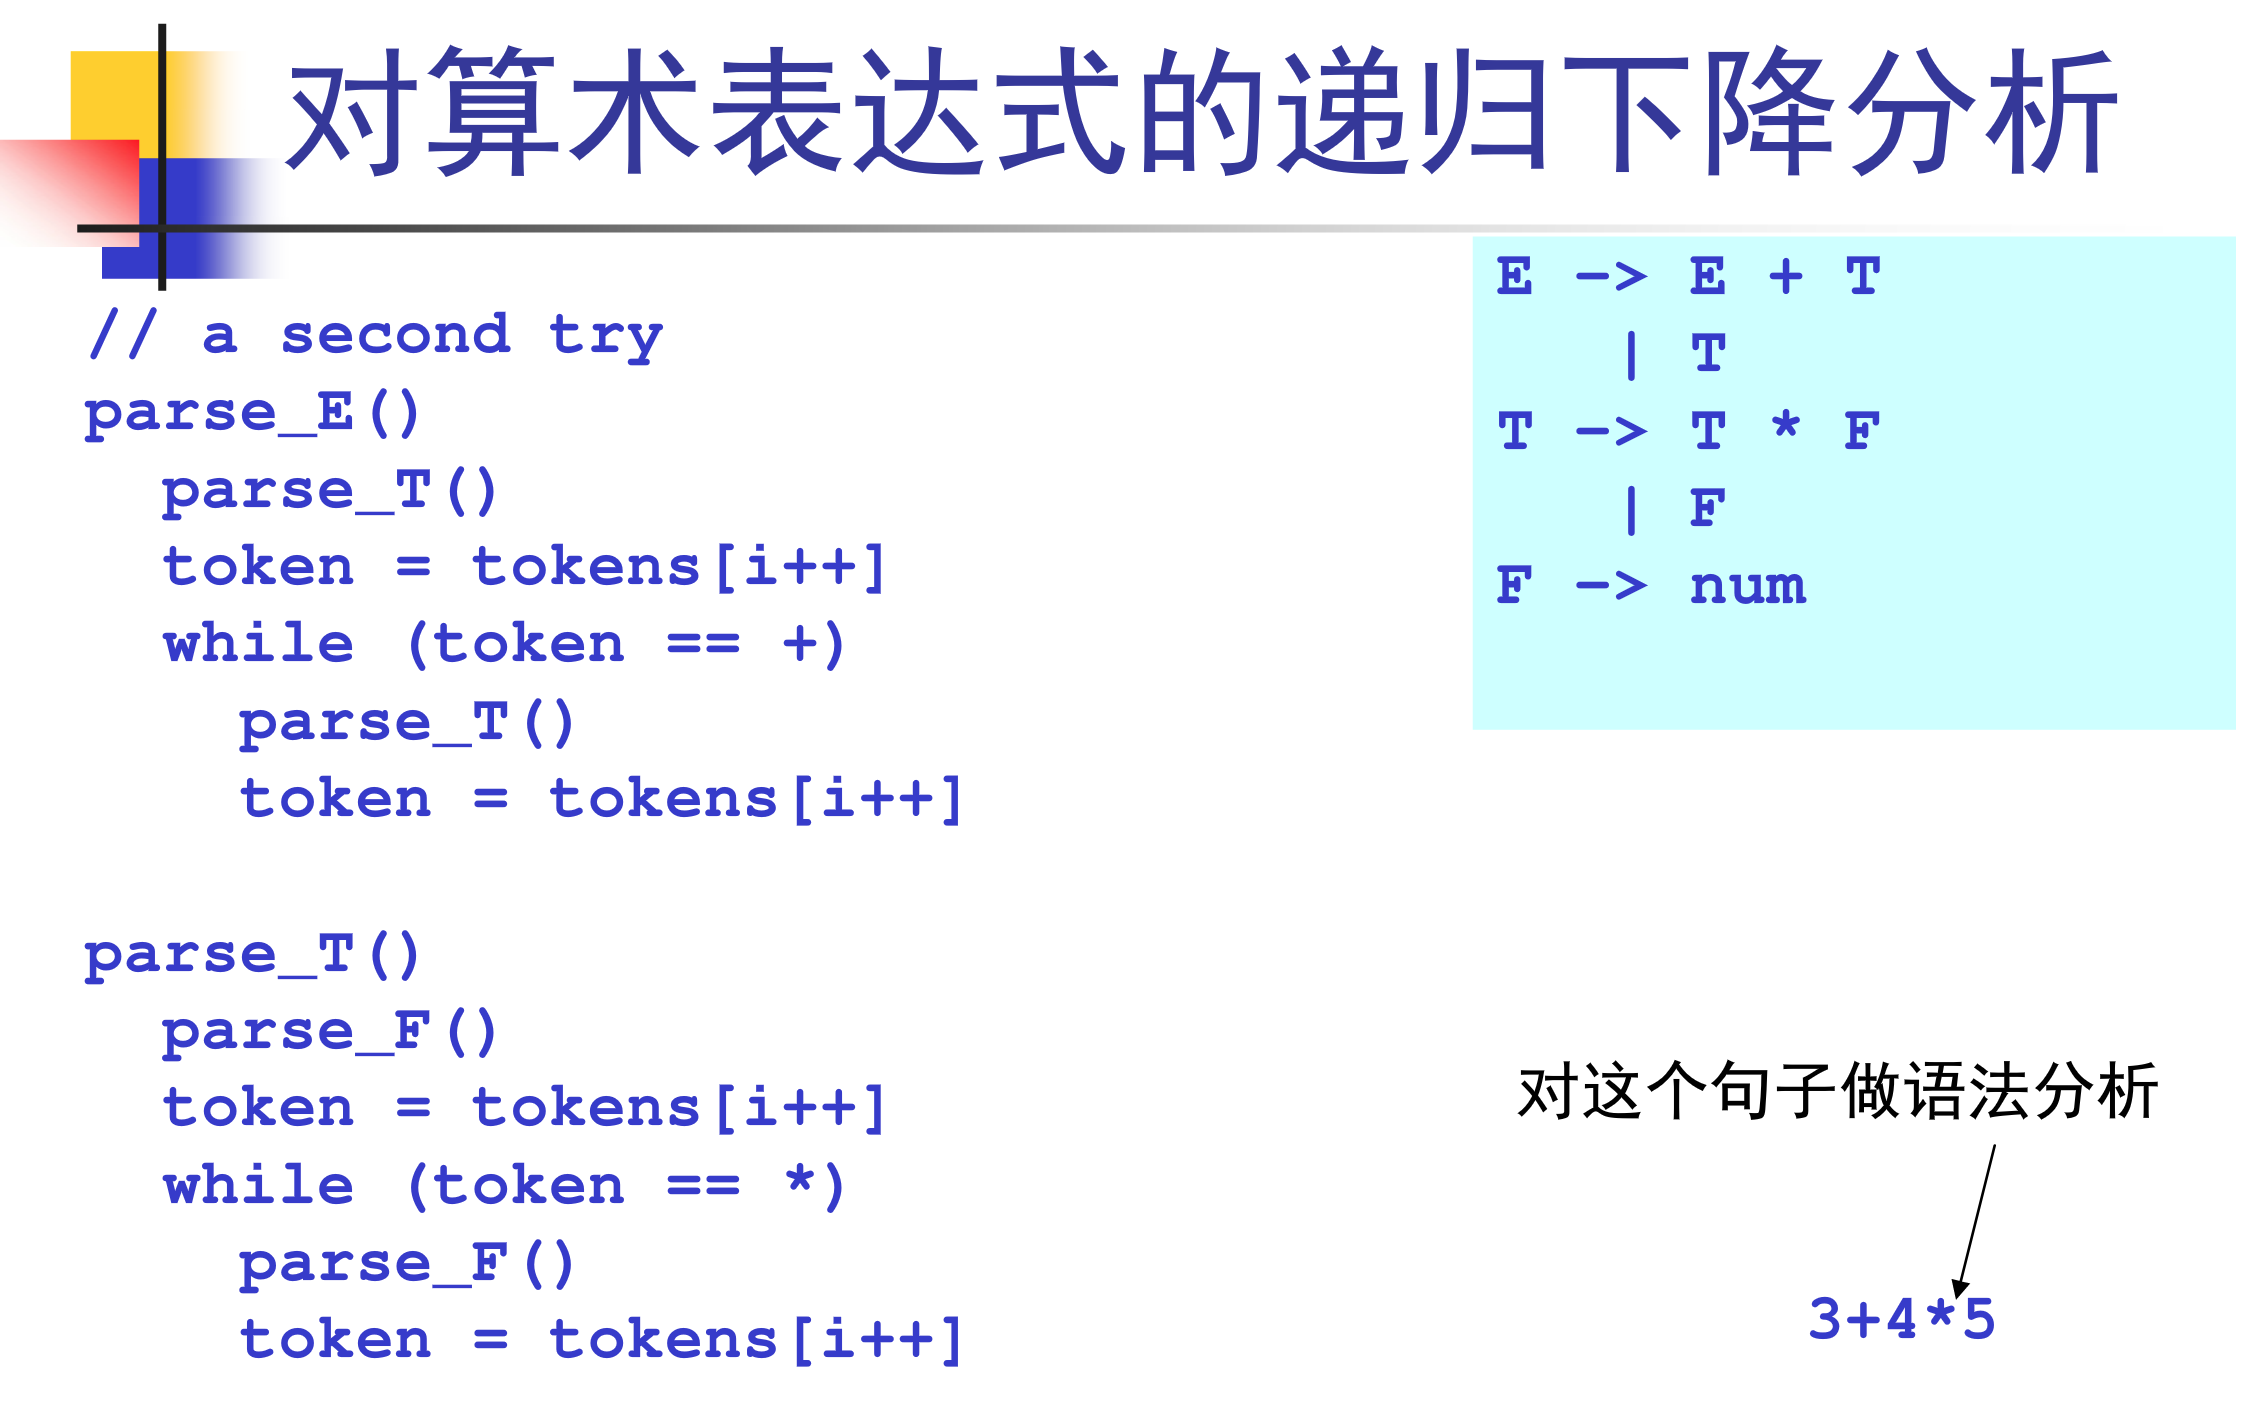 对算术表达式的递归下降分析
// a second try
parse_E()
  parse_T()
  token = tokens[i++]
  while (token == +)
    parse_T()
    token = tokens[i++]
parse_T()
  parse_F()
  token = tokens[i++]
  while (token == *)
    parse_F()
    token = tokens[i++]
E -> E + T
   | T
T -> T * F
   | F
F -> num
对这个句子做语法分析
3+4*5